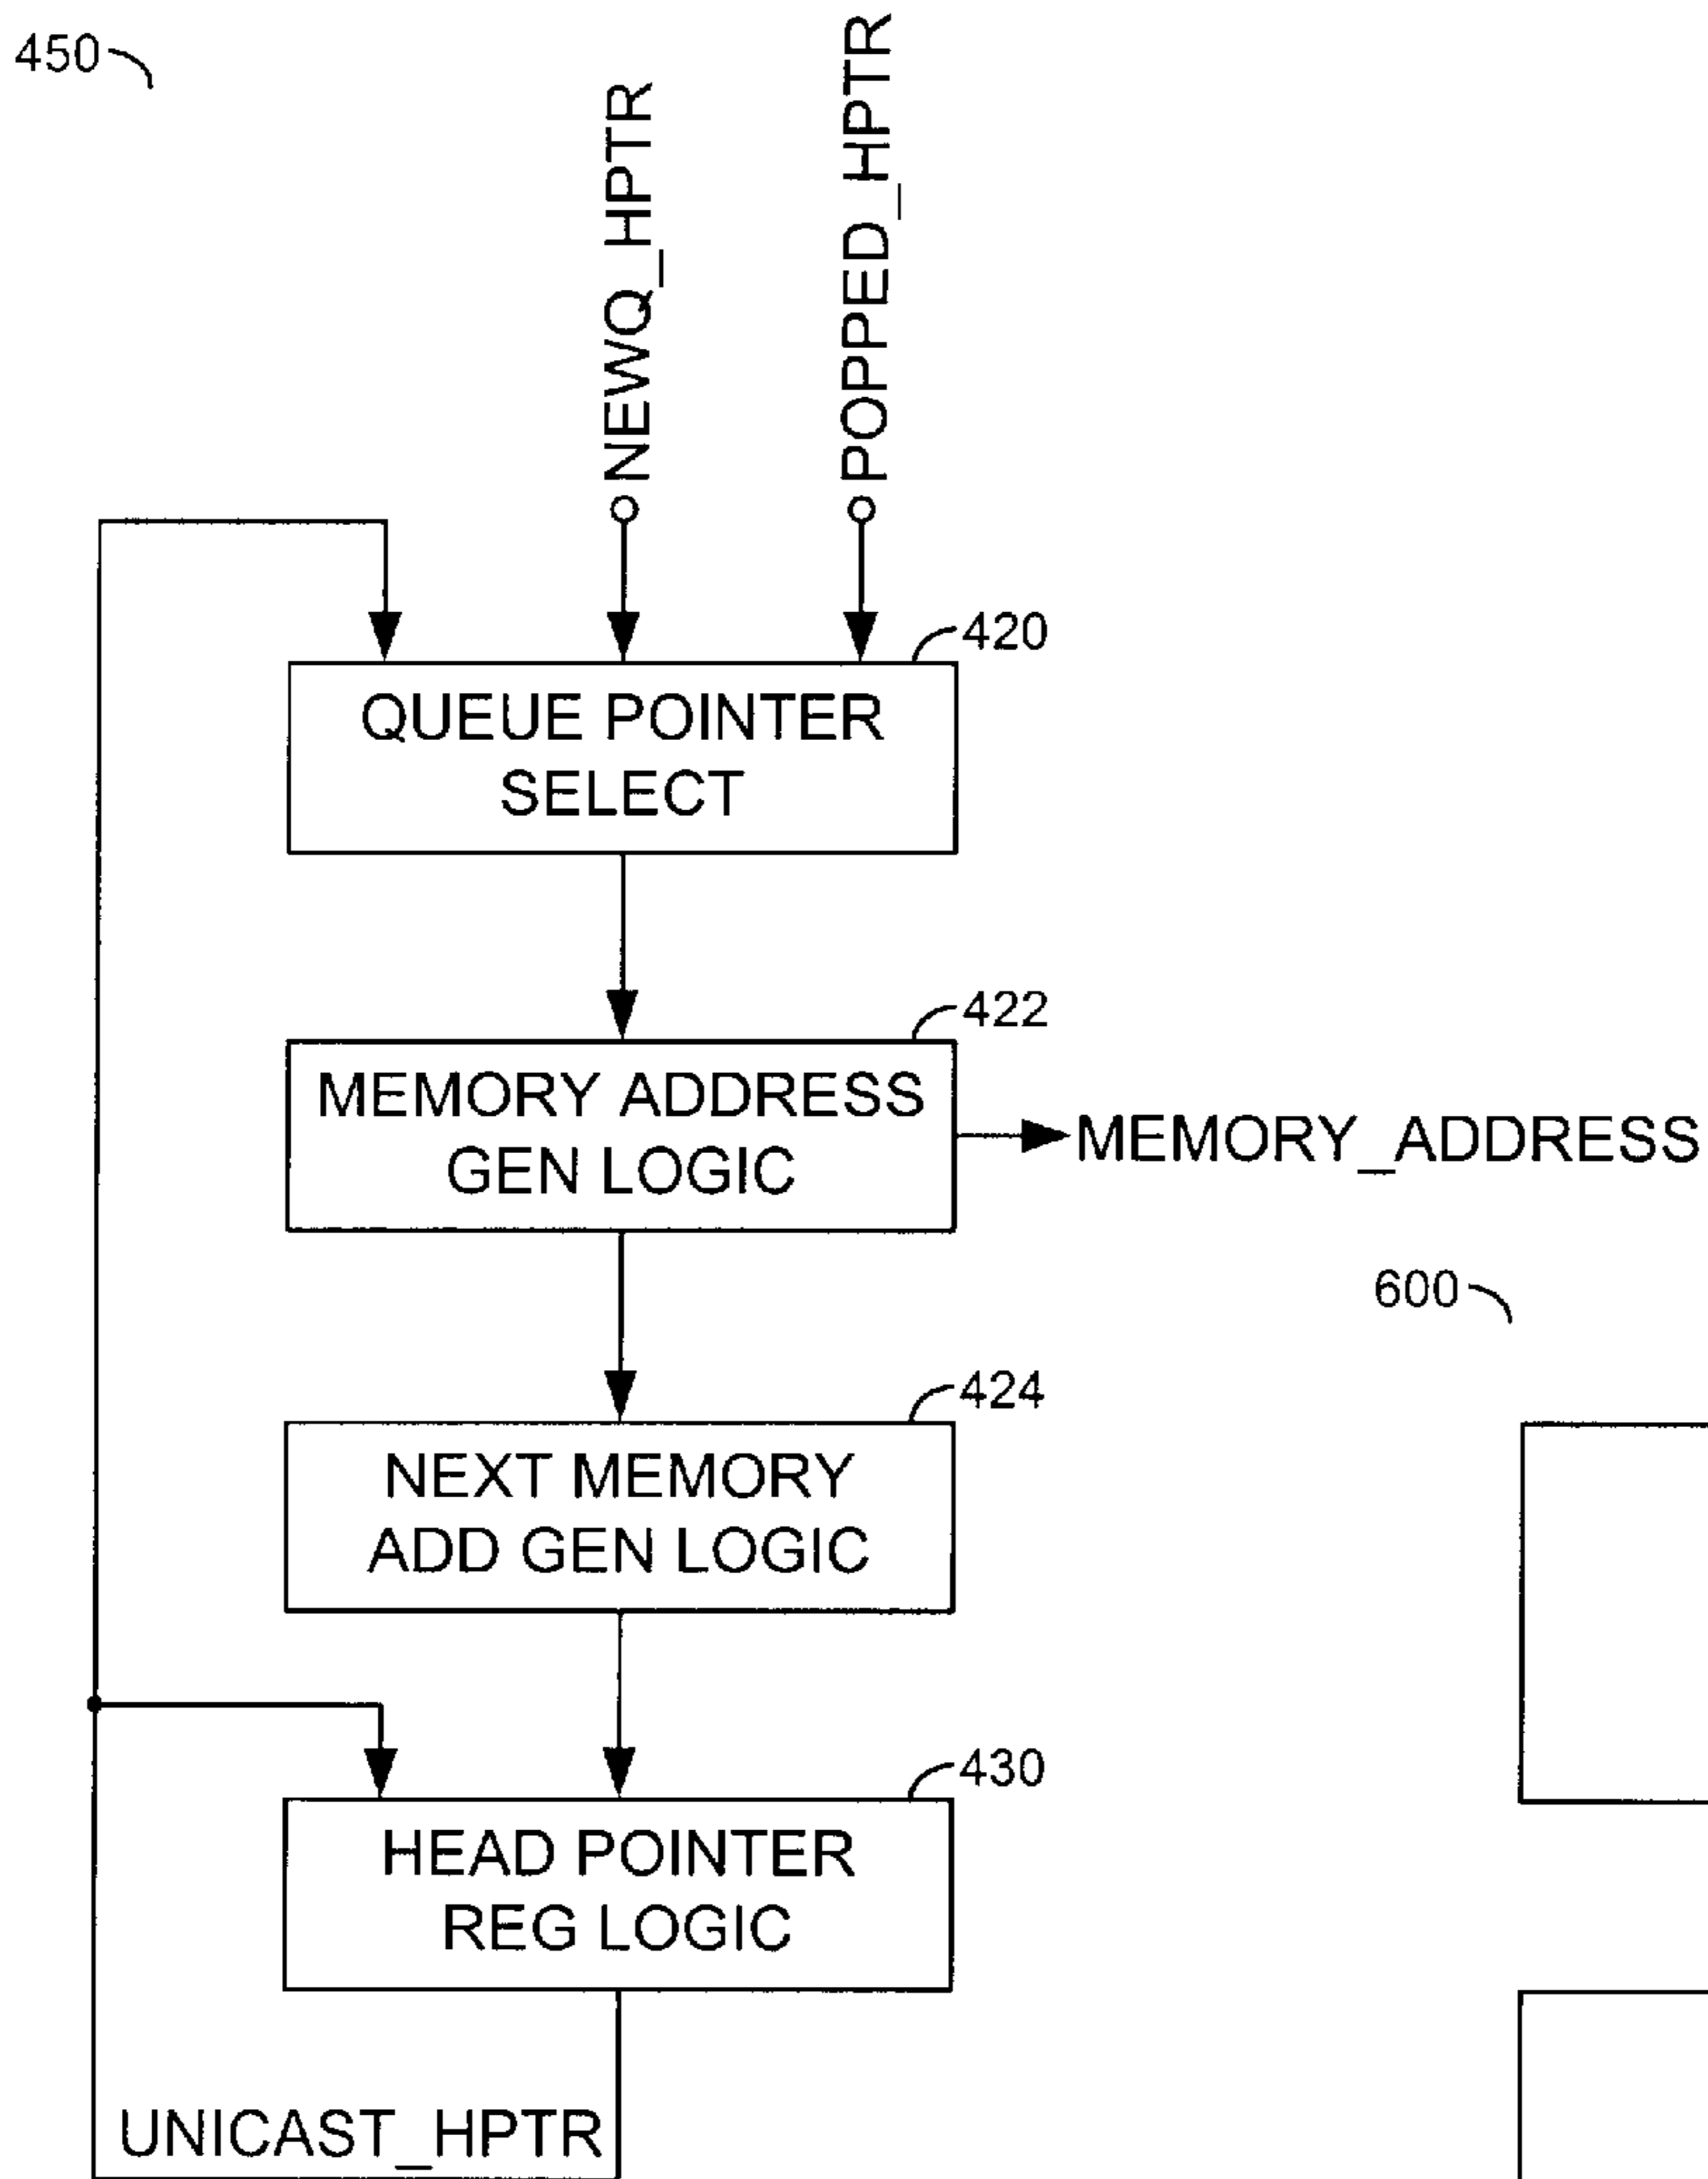 450
NEWQ_HPTR
POPPED_HPTR
420
QUEUE POINTER
SELECT
422
MEMORY ADDRESS
GEN LOGIC
MEMORY_ADDRESS
600
424
NEXT MEMORY
ADD GEN LOGIC
430
HEAD POINTER
REG LOGIC
UNICAST_HPTR